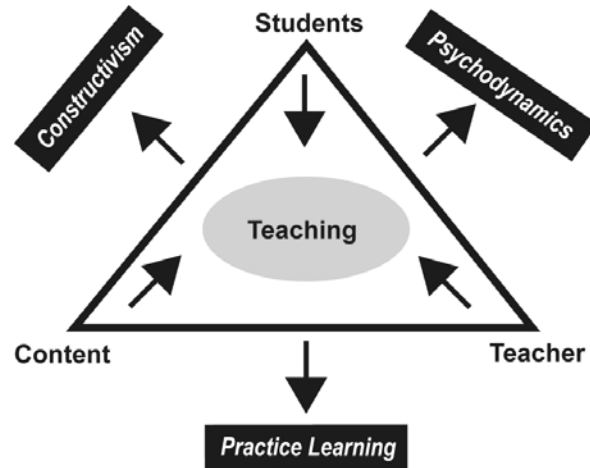 Students
Constructivism
Psychodynamics
Teaching
Content
Teacher
Practice Learning